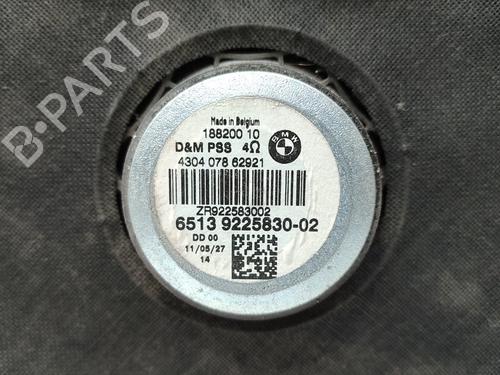 B-PARTS
Made in Belgium
188200 10
D&M PSS 4Ω
BMW
4304 078 62921
ZR922583002
6513 9225830-02
DD 00
11/05/27
14